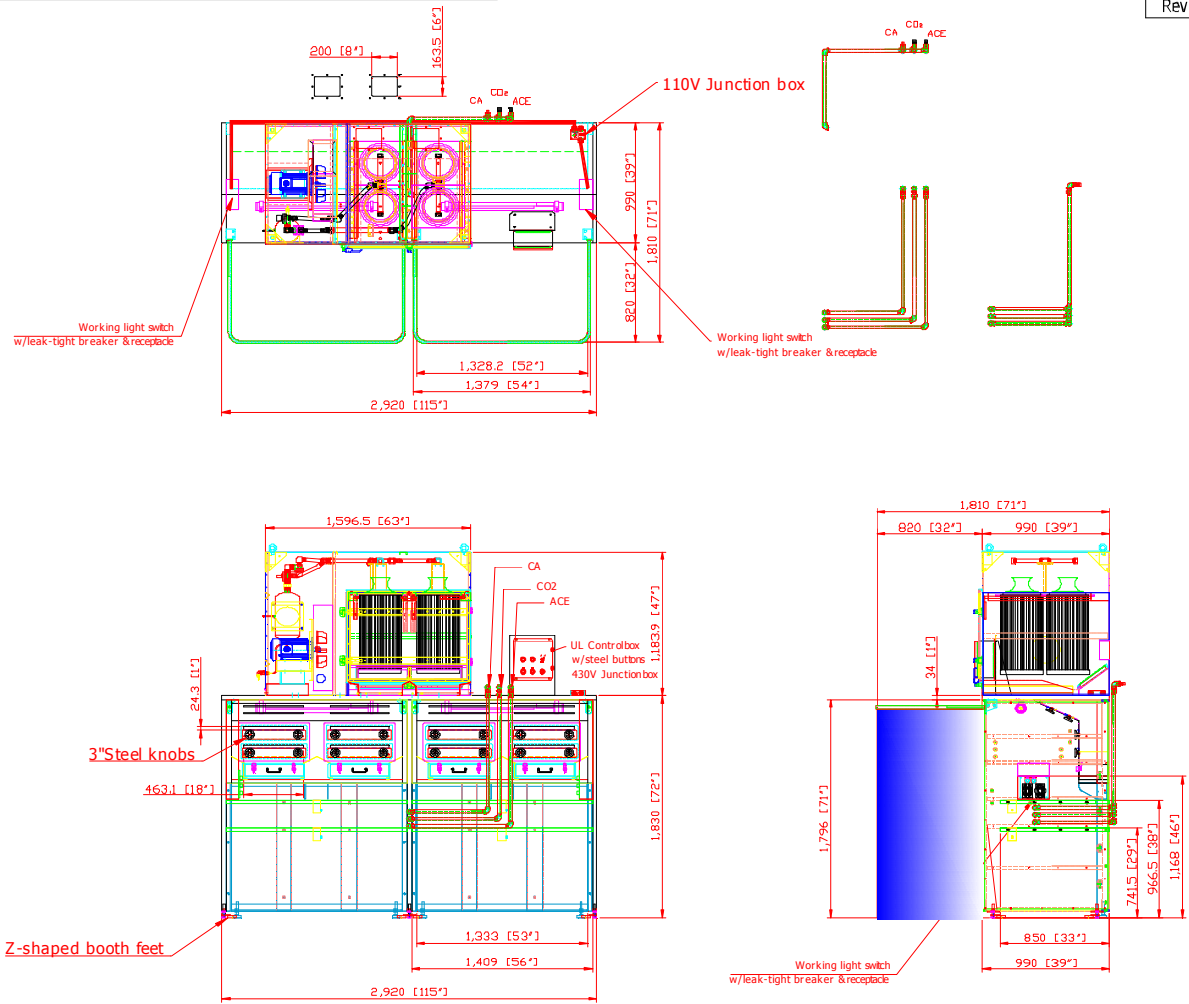 Rev
200 [8"]
163.5 [6"]
CA
CO₂
ACE
CA
CO₂
ACE
110V Junction box
990 [39"]
820 [32"]
1,810 [71"]
Working light switch
w/leak-tight breaker & receptacle
Working light switch
w/leak-tight breaker & receptacle
1,328.2 [52"]
1,379 [54"]
2,920 [115"]
1,596.5 [63"]
CA
CO2
ACE
UL Controlbox
w/steel buttons
430V Junctionbox
1,183.9 [47"]
24.3 [1"]
3"Steel knobs
463.1 [18"]
1,830 [72"]
Z-shaped booth feet
1,333 [53"]
1,409 [56"]
2,920 [115"]
1,810 [71"]
820 [32"]
990 [39"]
34 [1"]
1,796 [71"]
741.5 [29"]
966.5 [38"]
1,168 [46"]
850 [33"]
990 [39"]
Working light switch
w/leak-tight breaker & receptacle